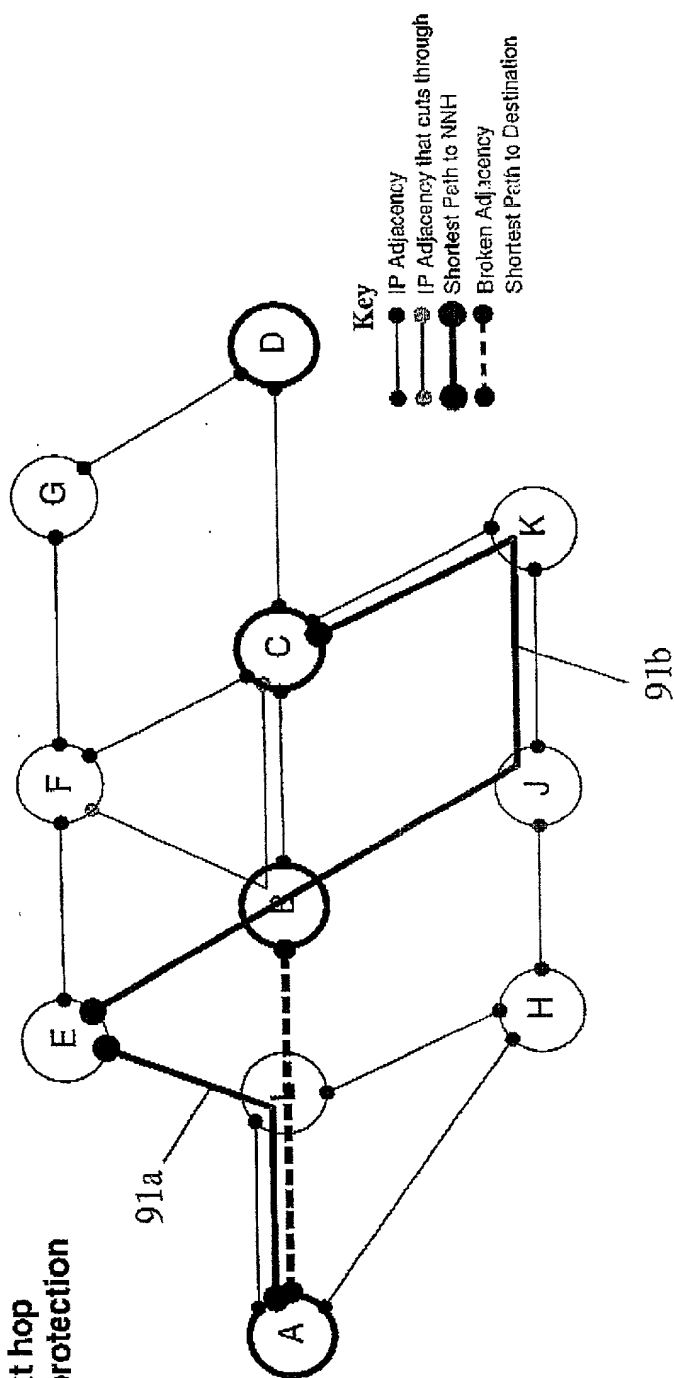 t hop
rotection
G
F
E
D
C
B
L
A
K
J
H
91a
91b
Key
IP Adjacency
IP Adjacency that cuts through
Shortest Path to NNH
Broken Adjacency
Shortest Path to Destination